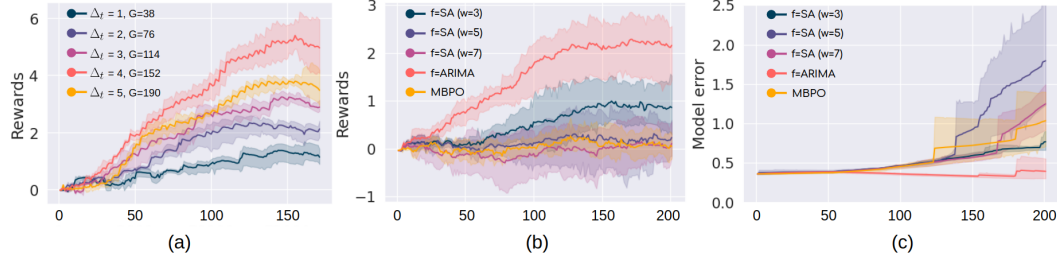 Rewards
6
4
2
0
0
50
100
150
Δt = 1, G=38
Δt = 2, G=76
Δt = 3, G=114
Δt = 4, G=152
Δt = 5, G=190
(a)
Rewards
3
2
1
0
−1
0
50
100
150
200
f=SA (w=3)
f=SA (w=5)
f=SA (w=7)
f=ARIMA
MBPO
(b)
Model error
2.5
2.0
1.5
1.0
0.5
0.0
0
50
100
150
200
f=SA (w=3)
f=SA (w=5)
f=SA (w=7)
f=ARIMA
MBPO
(c)